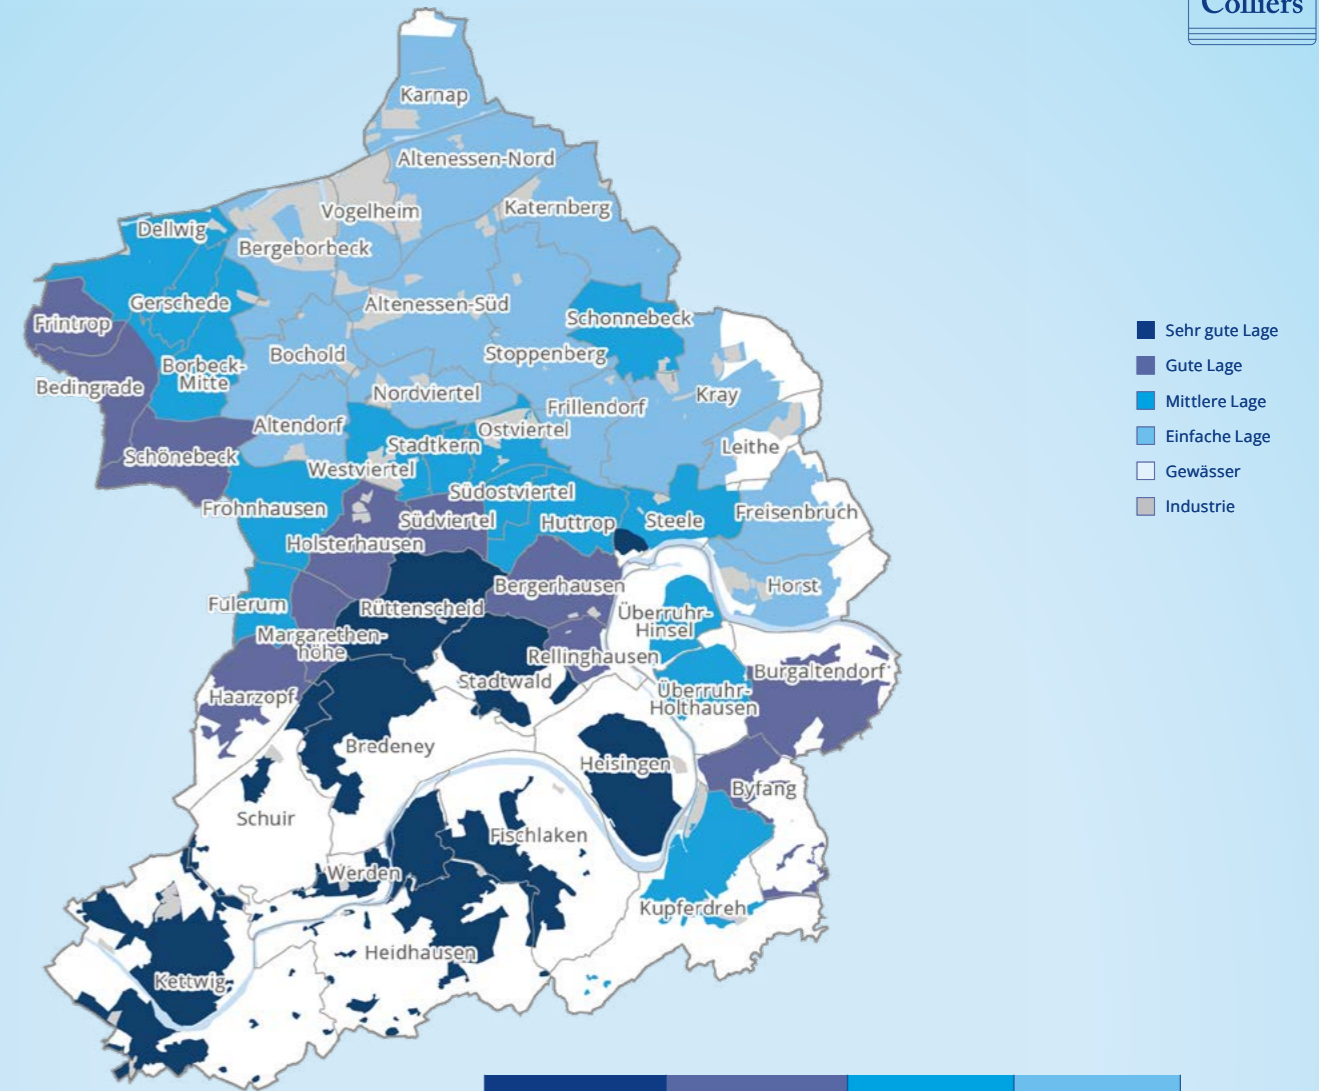 Colliers
Karnap
Altenessen-Nord
Vogelheim
Katernberg
Dellwig
Bergeborbeck
Gerschede
Altenessen-Süd
Schonnebeck
Frintrop
Bochold
Stoppenberg
Borbeck-
Mitte
Bedingrade
Nordviertel
Frillendorf
Kray
Altendorf
Ostviertel
Stadtkern
Leithe
Schönebeck
Westviertel
Südostviertel
Frohnhausen
Südviertel
Huttrop
Steele
Freisenbruch
Holsterhausen
Bergerhausen
Horst
Fulerum
Rüttenscheid
Überruhr-
Hinsel
Margarethen-
höhe
Rellinghausen
Burgaltendorf
Stadtwald
Haarzopf
Überruhr-
Holthausen
Bredeney
Heisingen
Byfang
Schuir
Fischlaken
Werden
Kupferdreh
Heidhausen
Kettwig
Sehr gute Lage
Gute Lage
Mittlere Lage
Einfache Lage
Gewässer
Industrie